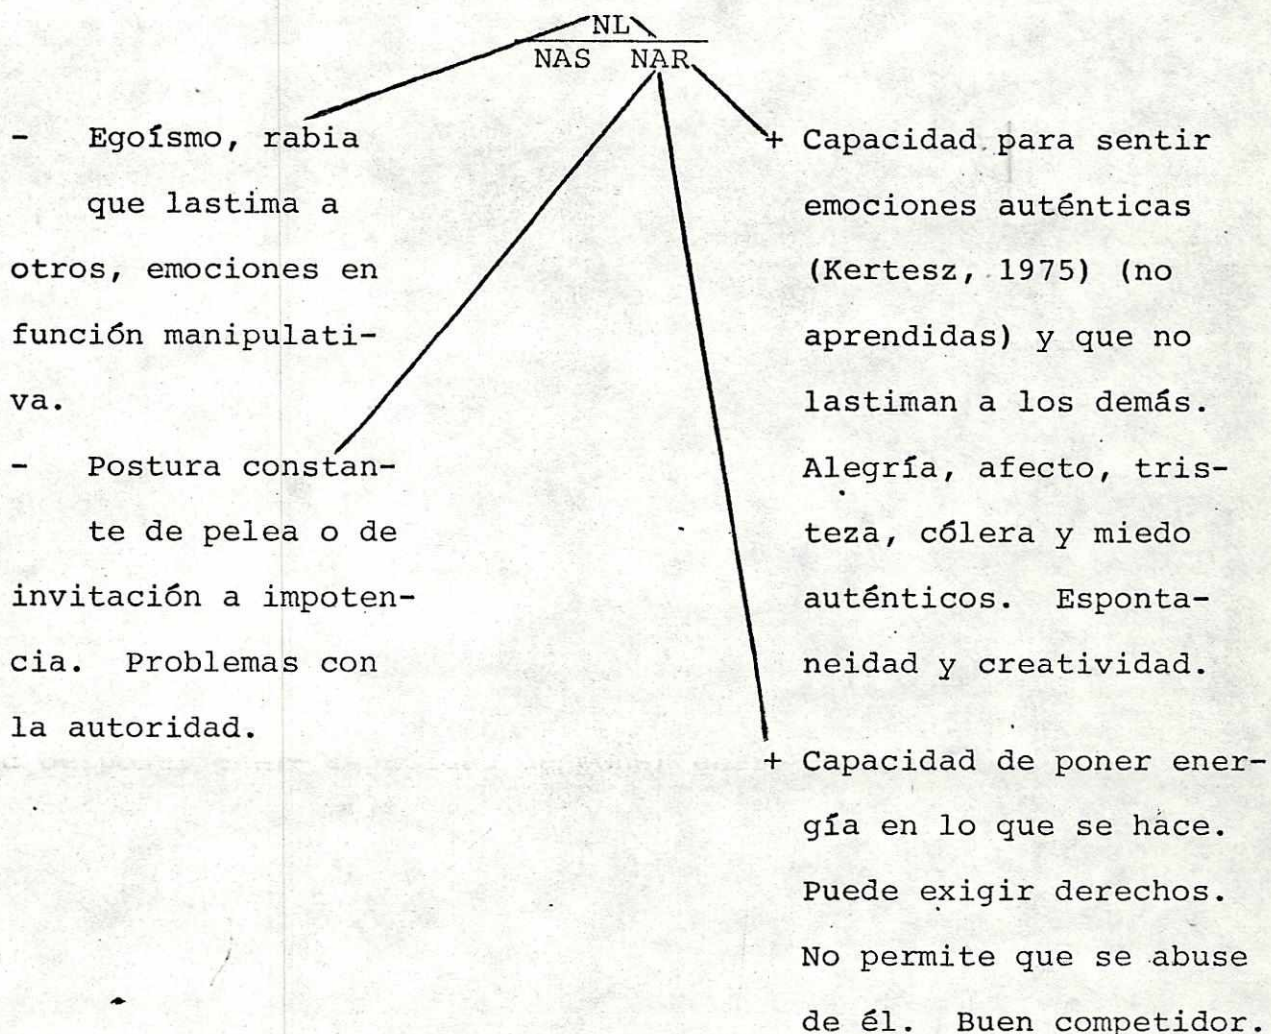 NL
NAS NAR
- Egoísmo, rabia
que lastima a
otros, emociones en
función manipulati-
va.
- Postura constan-
te de pelea o de
invitación a impoten-
cia. Problemas con
la autoridad.
+ Capacidad para sentir
emociones auténticas
(Kertesz, 1975) (no
aprendidas) y que no
lastiman a los demás.
Alegría, afecto, tris-
teza, cólera y miedo
auténticos. Esponta-
neidad y creatividad.
+ Capacidad de poner ener-
gía en lo que se hace.
Puede exigir derechos.
No permite que se abuse
de él. Buen competidor.